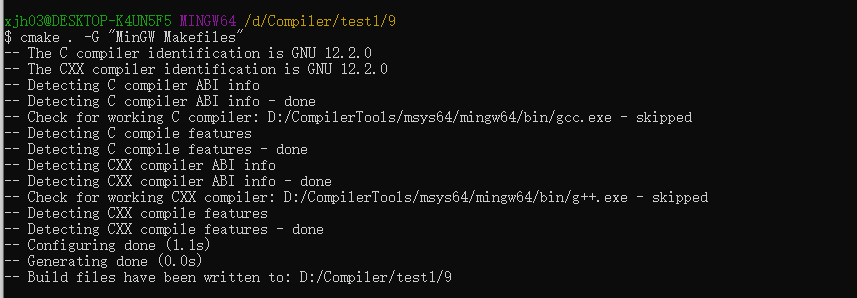 xjh03@DESKTOP-K4UN5F5 MINGW64 /d/Compiler/test1/9
$ cmake . -G "MinGW Makefiles"
-- The C compiler identification is GNU 12.2.0
-- The CXX compiler identification is GNU 12.2.0
-- Detecting C compiler ABI info
-- Detecting C compiler ABI info - done
-- Check for working C compiler: D:/CompilerTools/msys64/mingw64/bin/gcc.exe - skipped
-- Detecting C compile features
-- Detecting C compile features - done
-- Detecting CXX compiler ABI info
-- Detecting CXX compiler ABI info - done
-- Check for working CXX compiler: D:/CompilerTools/msys64/mingw64/bin/g++.exe - skipped
-- Detecting CXX compile features
-- Detecting CXX compile features - done
-- Configuring done (1.1s)
-- Generating done (0.0s)
-- Build files have been written to: D:/Compiler/test1/9